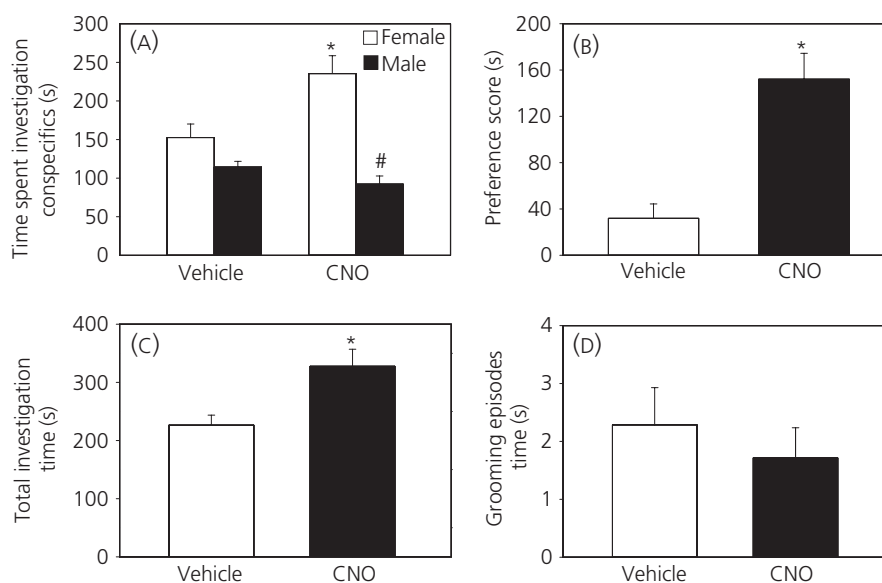 (A)
Female
Male
Time spent investigation
conspecifics (s)
300
250
200
150
100
50
0
*
#
Vehicle CNO
(B)
Preference score (s)
200
160
120
80
40
0
*
Vehicle CNO
(C)
Total investigation
time (s)
400
300
200
100
0
*
Vehicle CNO
(D)
Grooming episodes
time (s)
4
3
2
1
0
Vehicle CNO